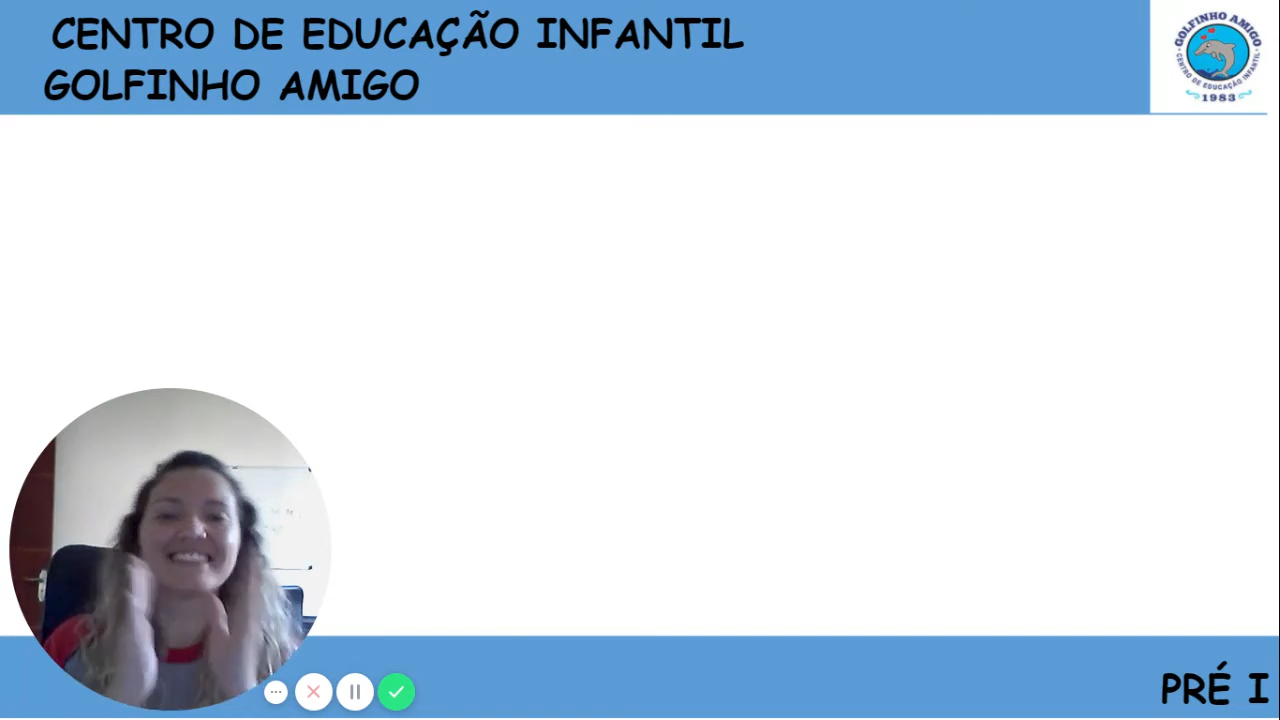 CENTRO DE EDUCAÇÃO INFANTIL
GOLFINHO AMIGO
GOLFINHO AMIGO
CENTRO DE EDUCAÇÃO INFANTIL
1983
PRÉ I